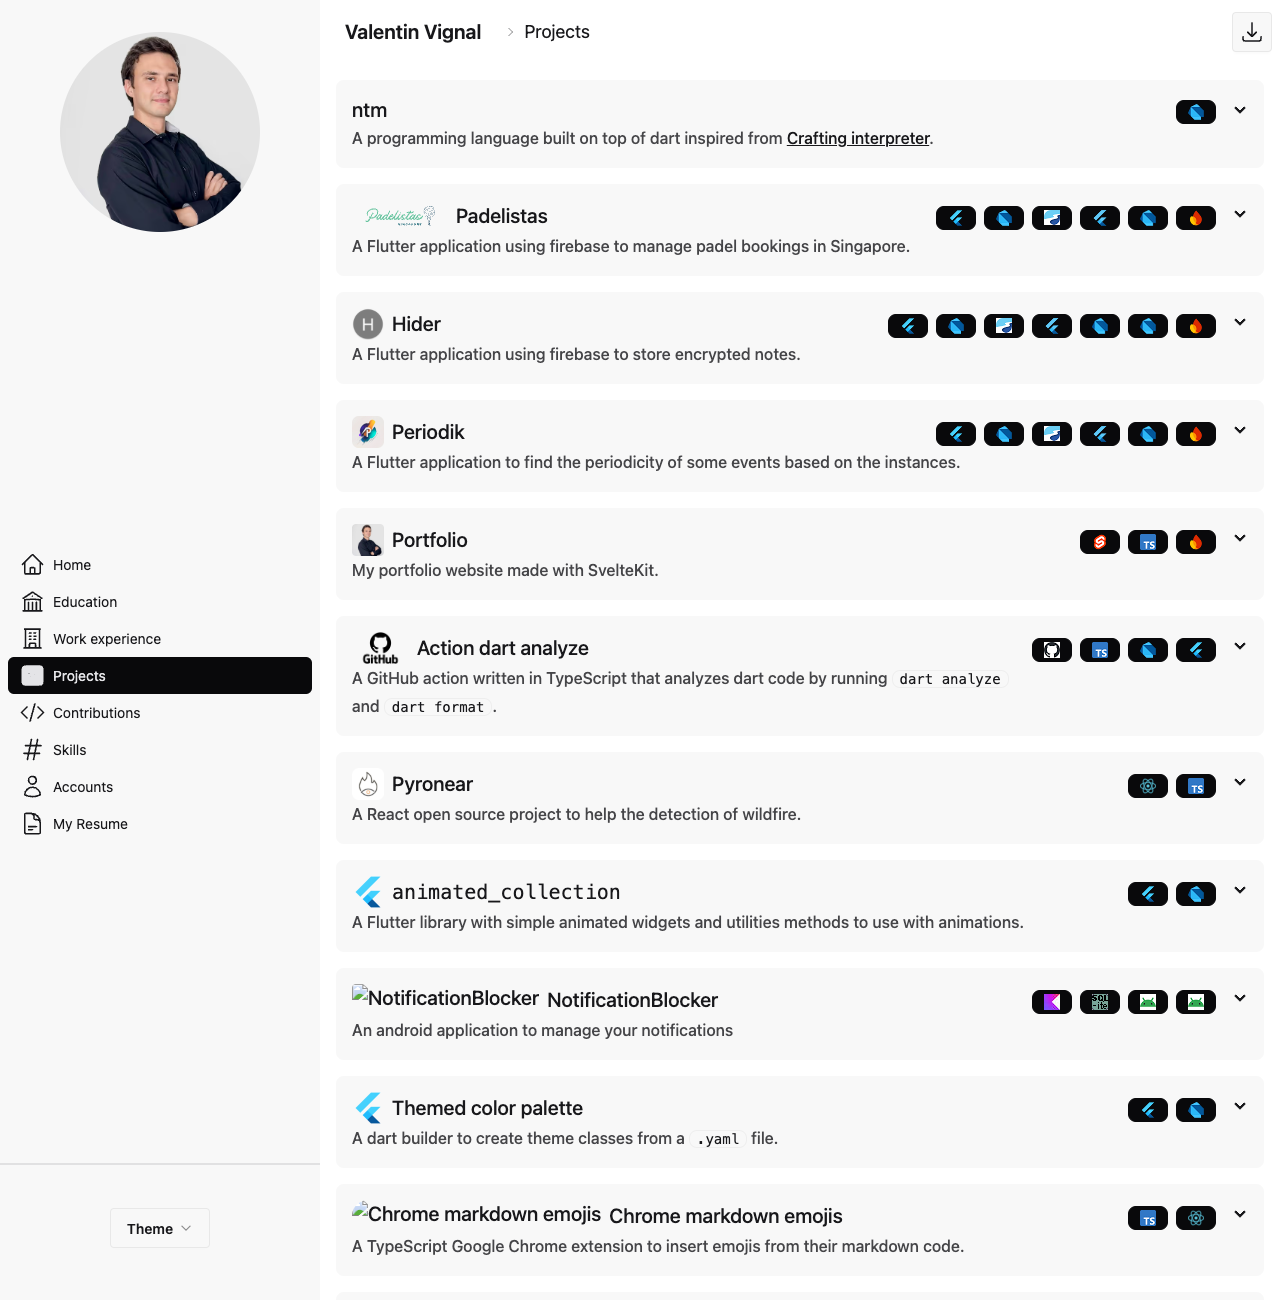 Valentin Vignal
Projects
ntm
A programming language built on top of dart inspired from Crafting interpreter.
Padelistas
Padelistas
A Flutter application using firebase to manage padel bookings in Singapore.
H
Hider
A Flutter application using firebase to store encrypted notes.
Periodik
A Flutter application to find the periodicity of some events based on the instances.
Portfolio
TS
My portfolio website made with SvelteKit.
Home
Education
Work experience
Projects
Contributions
Skills
Accounts
My Resume
GitHub
Action dart analyze
TS
A GitHub action written in TypeScript that analyzes dart code by running dart analyze
and dart format.
Pyronear
TS
A React open source project to help the detection of wildfire.
animated_collection
A Flutter library with simple animated widgets and utilities methods to use with animations.
NotificationBlocker NotificationBlocker
An android application to manage your notifications
Themed color palette
A dart builder to create theme classes from a .yaml file.
Theme
Chrome markdown emojis Chrome markdown emojis
TS
A TypeScript Google Chrome extension to insert emojis from their markdown code.